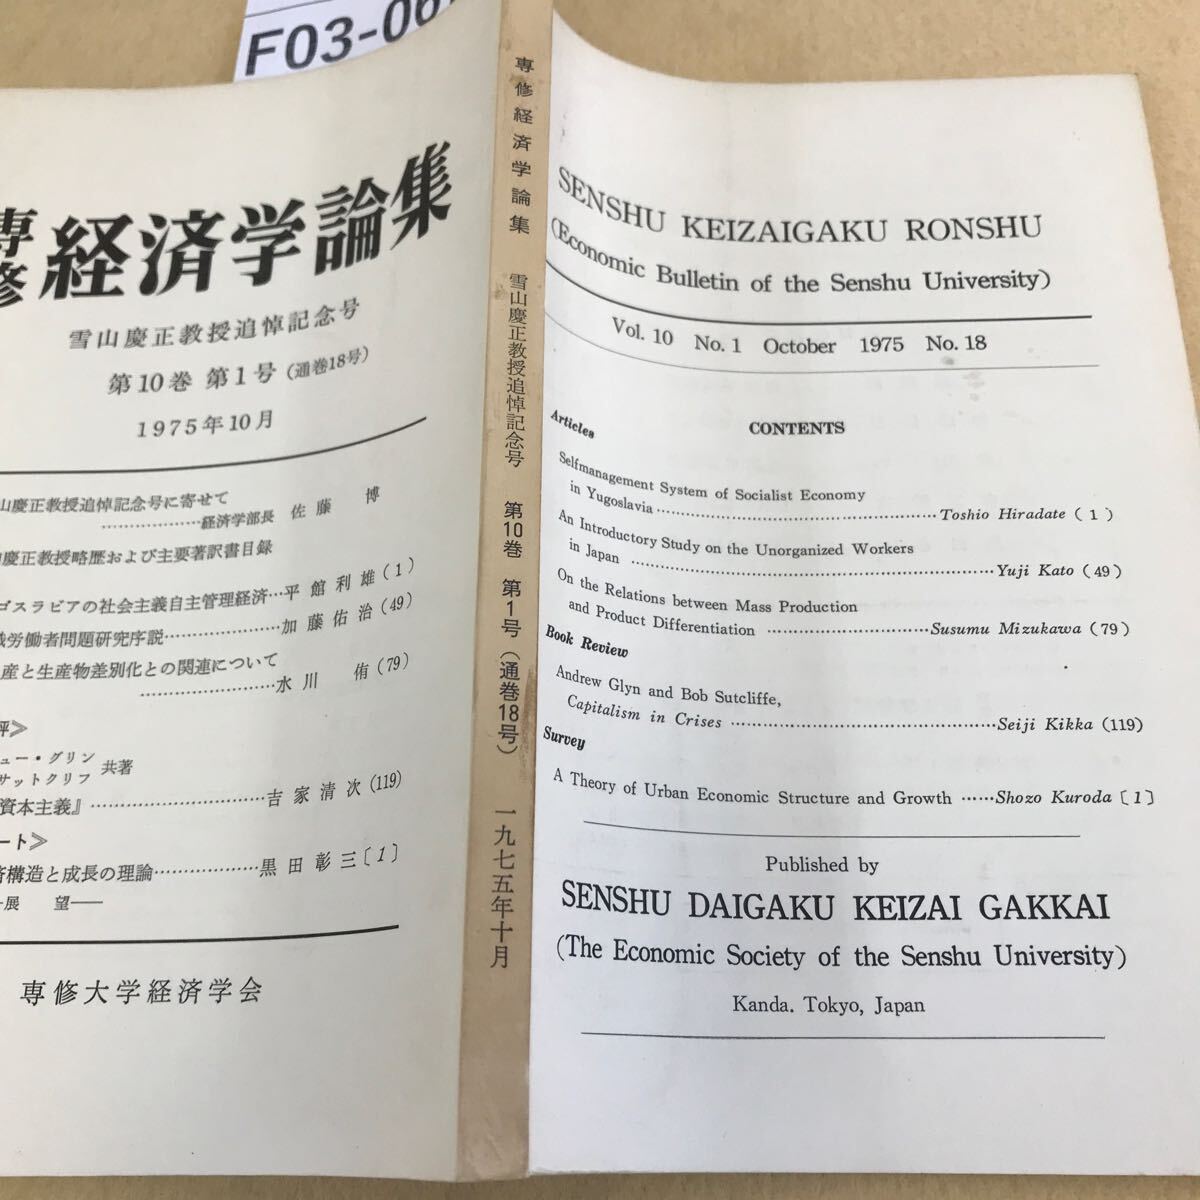 専修 経済学論集
雪山慶正教授追悼記念号
第10巻 第1号 (通巻18号)
1975年10月
山慶正教授追悼記念号に寄せて
………………経済学部長 佐藤 博
慶正教授略歴および主要著訳書目録
ゴスラビアの社会主義自主管理経済…平館利雄 (1)
労働者問題研究序説………………加藤佑治 (49)
産と生産物差別化との関連について
……………………水川 侑 (79)
評≫
ュー・グリン
サットクリフ 共著
資本主義』…………………………吉家清次 (119)
ート≫
構造と成長の理論………………黒田彰三〔1〕
展 望――
専修大学経済学会
専修経済学論集 雪山慶正教授追悼記念号 第10巻 第1号 (通巻18号) 一九七五年十月
SENSHU KEIZAIGAKU RONSHU
(Economic Bulletin of the Senshu University)
Vol. 10 No. 1 October 1975 No. 18
CONTENTS
Articles
Selfmanagement System of Socialist Economy
in Yugoslavia ……………………………………Toshio Hiradate ( 1 )
An Introductory Study on the Unorganized Workers
in Japan ………………………………………………Yuji Kato (49)
On the Relations between Mass Production
and Product Differentiation ……………………………Susumu Mizukawa (79)
Book Review
Andrew Glyn and Bob Sutcliffe,
Capitalism in Crises ……………………………………Seiji Kikka (119)
Survey
A Theory of Urban Economic Structure and Growth ……Shozo Kuroda 〔1〕
Published by
SENSHU DAIGAKU KEIZAI GAKKAI
(The Economic Society of the Senshu University)
Kanda. Tokyo, Japan
F03-06